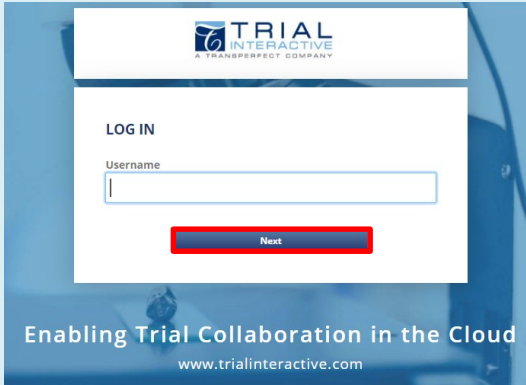 TRIAL
INTERACTIVE
A TRANSPERFECT COMPANY
LOG IN
Username
Next
Enabling Trial Collaboration in the Cloud
www.trialinteractive.com